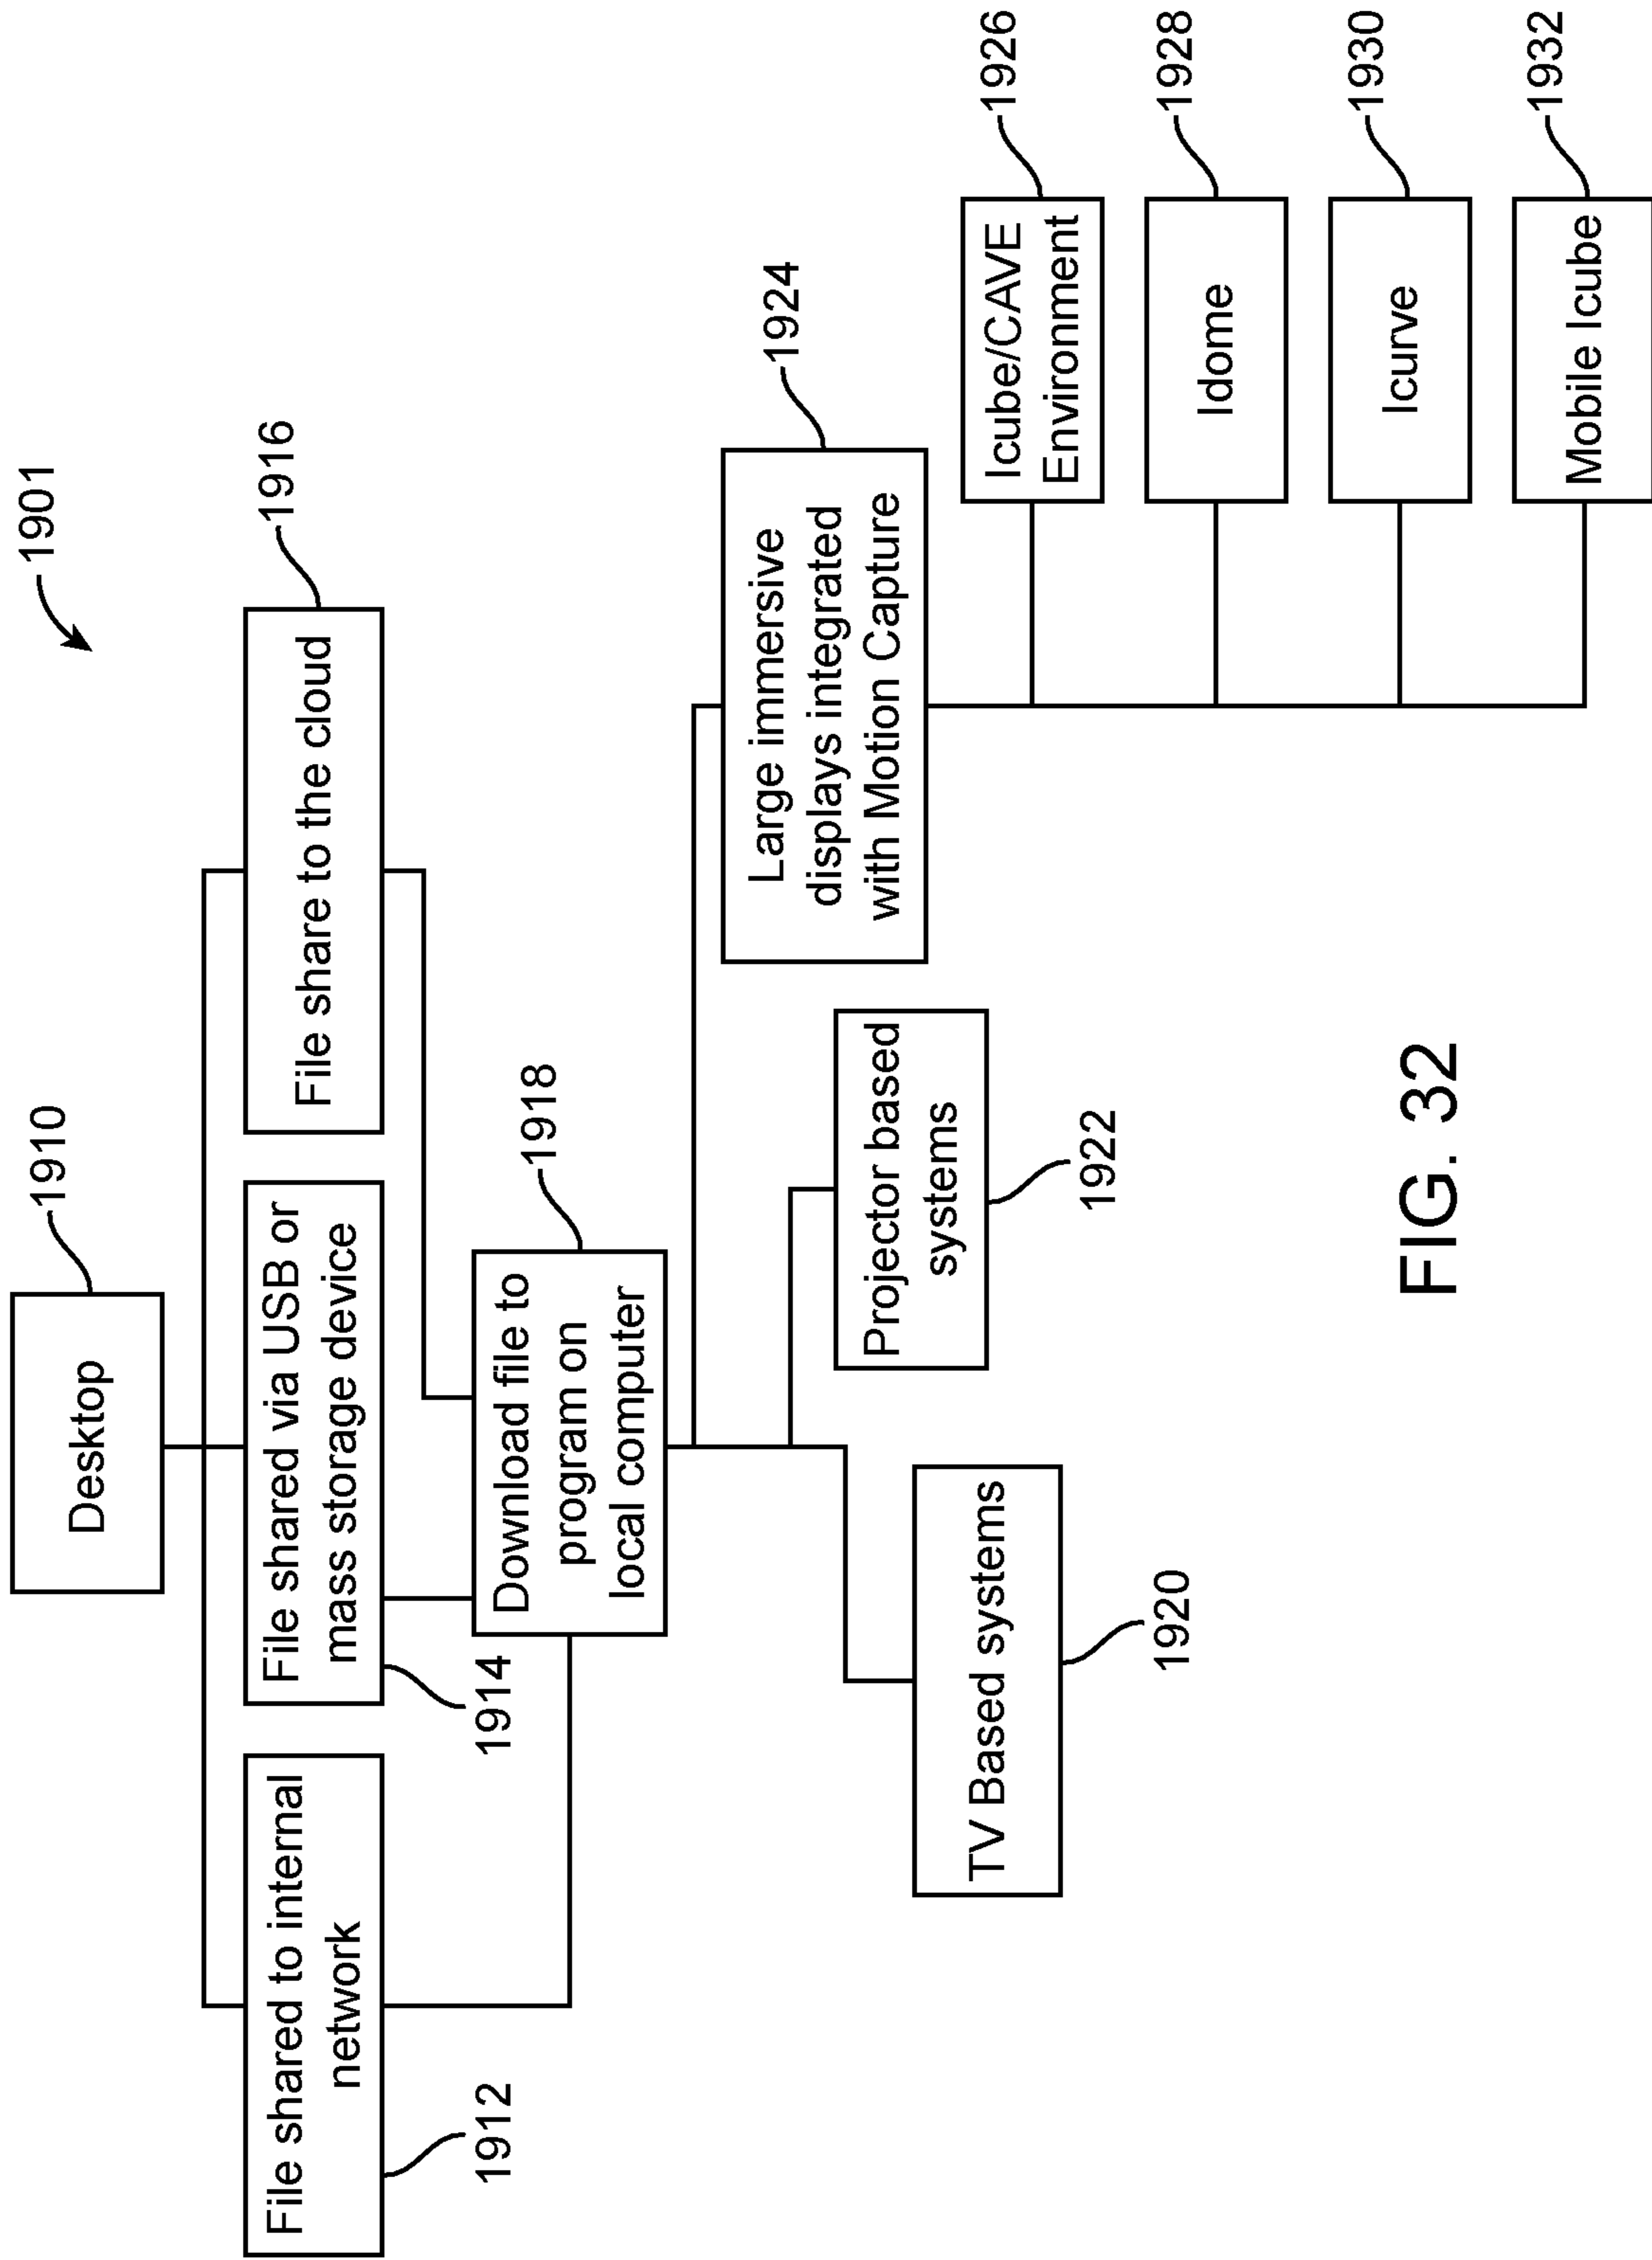 1901
Desktop
1910
File shared to internal
network
1912
File shared via USB or
mass storage device
1914
File share to the cloud
1916
Download file to
program on
local computer
1918
TV Based systems
1920
Projector based
systems
1922
Large immersive
displays integrated
with Motion Capture
1924
Icube/CAVE
Environment
1926
Idome
1928
Icurve
1930
Mobile Icube
1932
FIG. 32